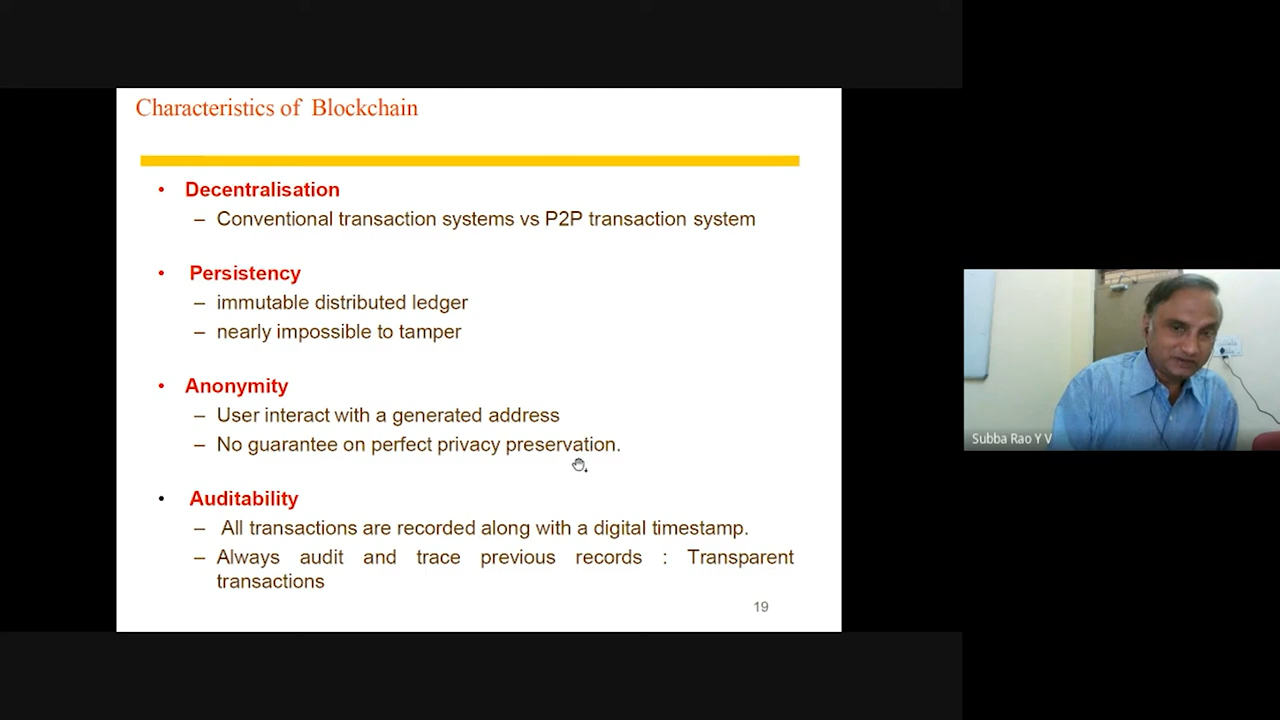 Characteristics of Blockchain
• Decentralisation
– Conventional transaction systems vs P2P transaction system
• Persistency
– immutable distributed ledger
– nearly impossible to tamper
• Anonymity
– User interact with a generated address
– No guarantee on perfect privacy preservation.
• Auditability
– All transactions are recorded along with a digital timestamp.
– Always audit and trace previous records : Transparent
transactions
19
Subba Rao Y V